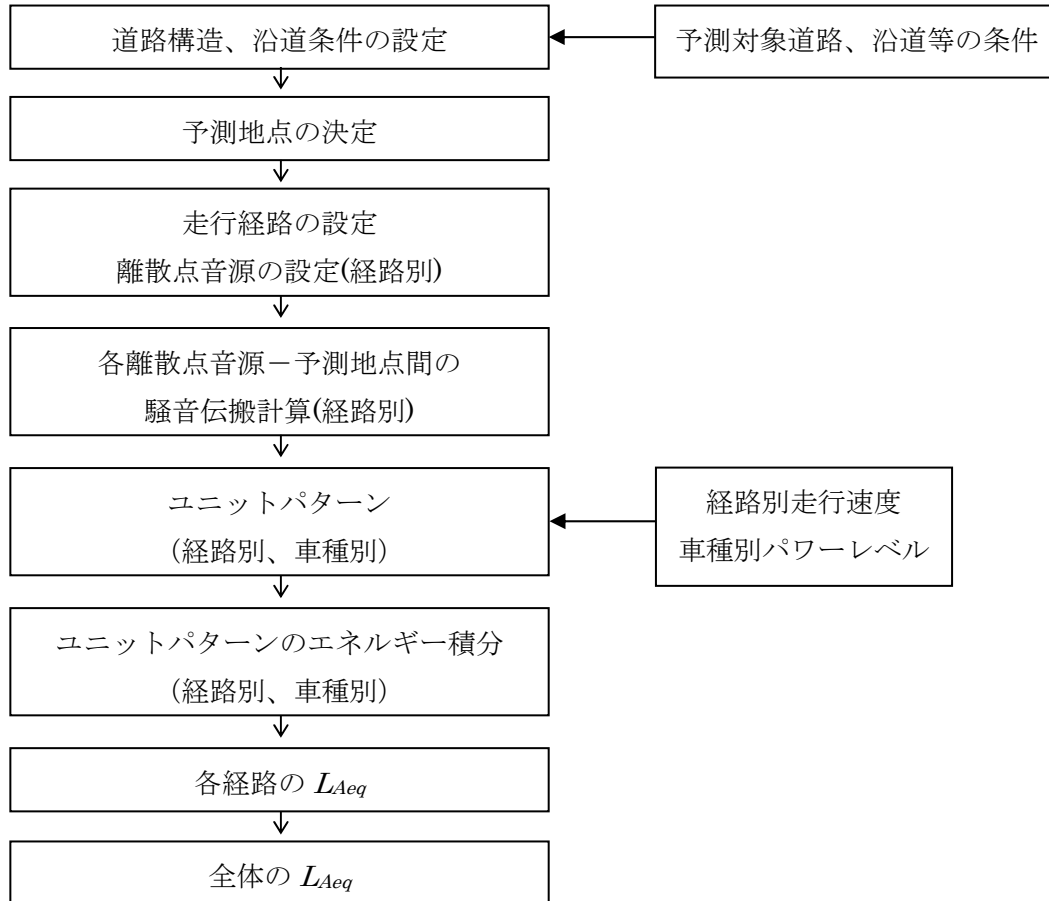 道路構造、沿道条件の設定
予測対象道路、沿道等の条件
予測地点の決定
走行経路の設定
離散点音源の設定(経路別)
各離散点音源－予測地点間の
騒音伝搬計算(経路別)
ユニットパターン
（経路別、車種別）
経路別走行速度
車種別パワーレベル
ユニットパターンのエネルギー積分
（経路別、車種別）
各経路の LAeq
全体の LAeq